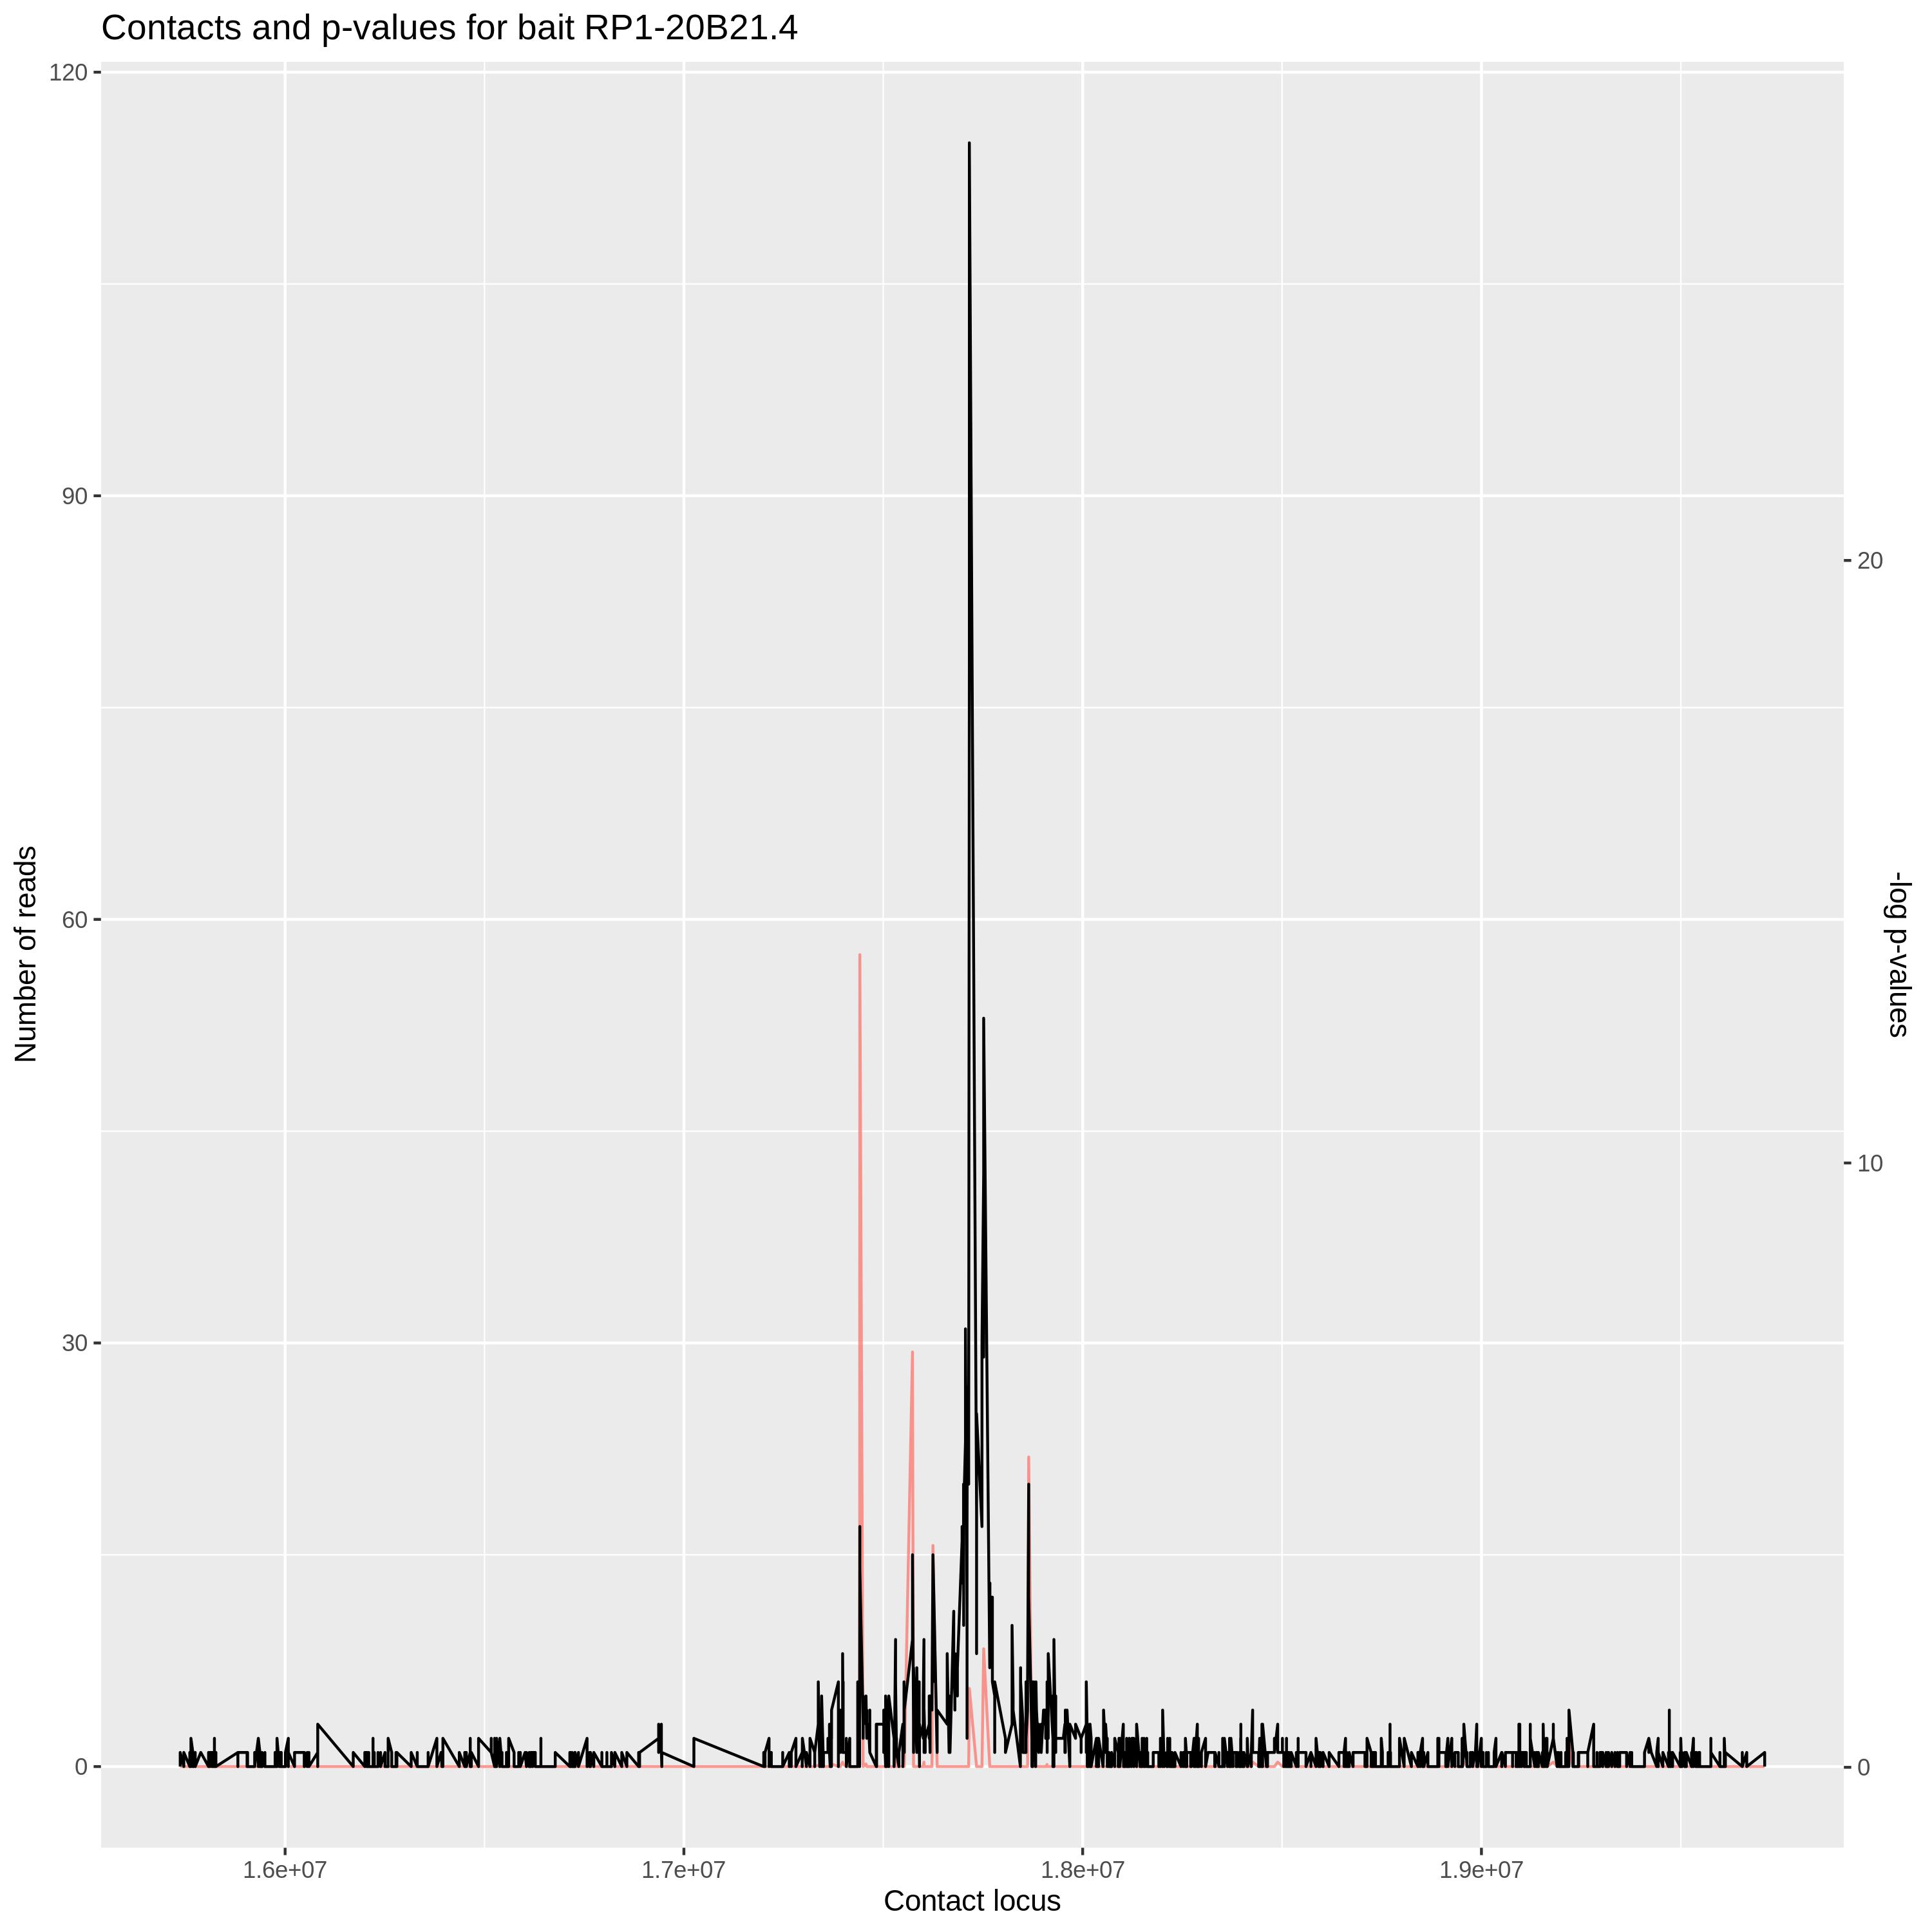 Contacts and p-values for bait RP1-20B21.4
120
90
60
30
0
Number of reads
20
10
0
-log p-values
1.6e+07
1.7e+07
1.8e+07
1.9e+07
Contact locus